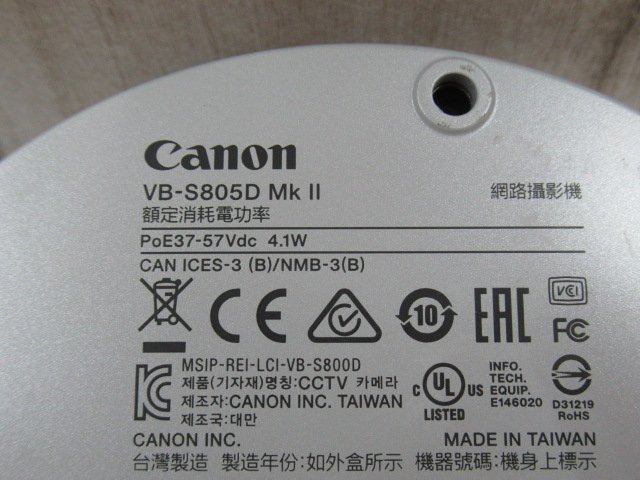 Canon
VB-S805D Mk II
網路攝影機
額定消耗電功率
PoE37-57Vdc 4.1W
CAN ICES-3 (B)/NMB-3(B)
CE
10
EAC
VCI
FC
MSIP-REI-LCI-VB-S800D
제품(기자재)명칭:CCTV 카메라
제조자:CANON INC. TAIWAN
제조국:대만
C UL US
LISTED
INFO.
TECH.
EQUIP.
E146020
D31219
RoHS
CANON INC.
MADE IN TAIWAN
台灣製造 製造年份:如外盒所示 機器號碼:機身上標示